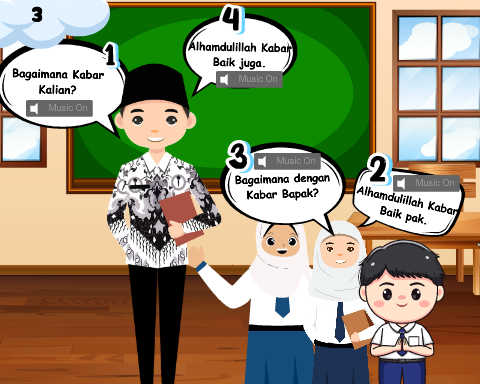 3
1
Bagaimana Kabar
Kalian?
Music On
2
Music On
Alhamdulillah Kabar
Baik pak.
3
Music On
Bagaimana dengan
Kabar Bapak?
4
Alhamdulillah Kabar
Baik juga.
Music On